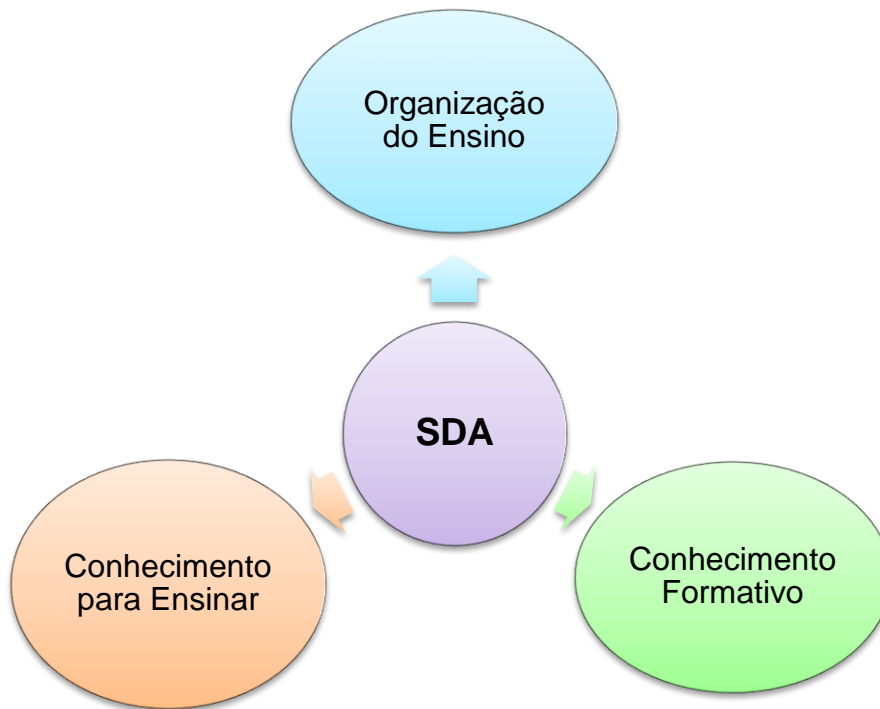 Organização
do Ensino
SDA
Conhecimento
para Ensinar
Conhecimento
Formativo